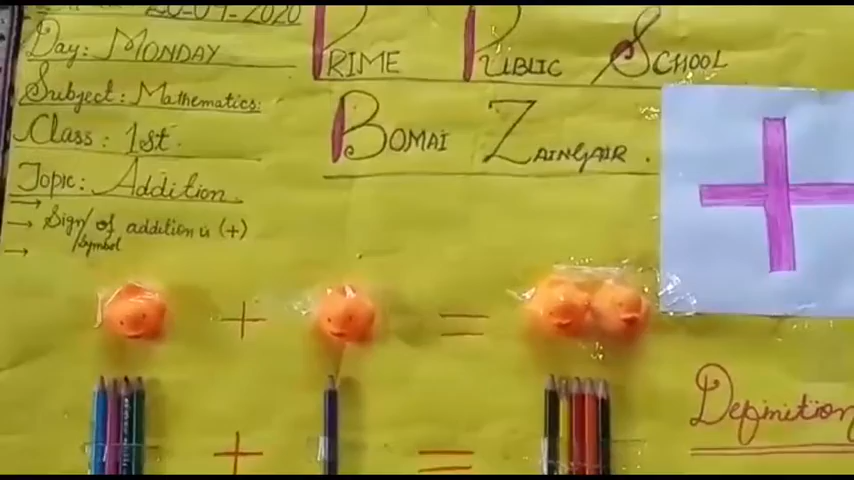 20-09-2020
Day: MONDAY
Subject: Mathematics.
Class: 1st
Topic: Addition.
→ Sign/Symbol of addition is (+)
→
PRIME PUBLIC SCHOOL
BOMAI ZAINGAIR.
+
+ =
+ =
Definition